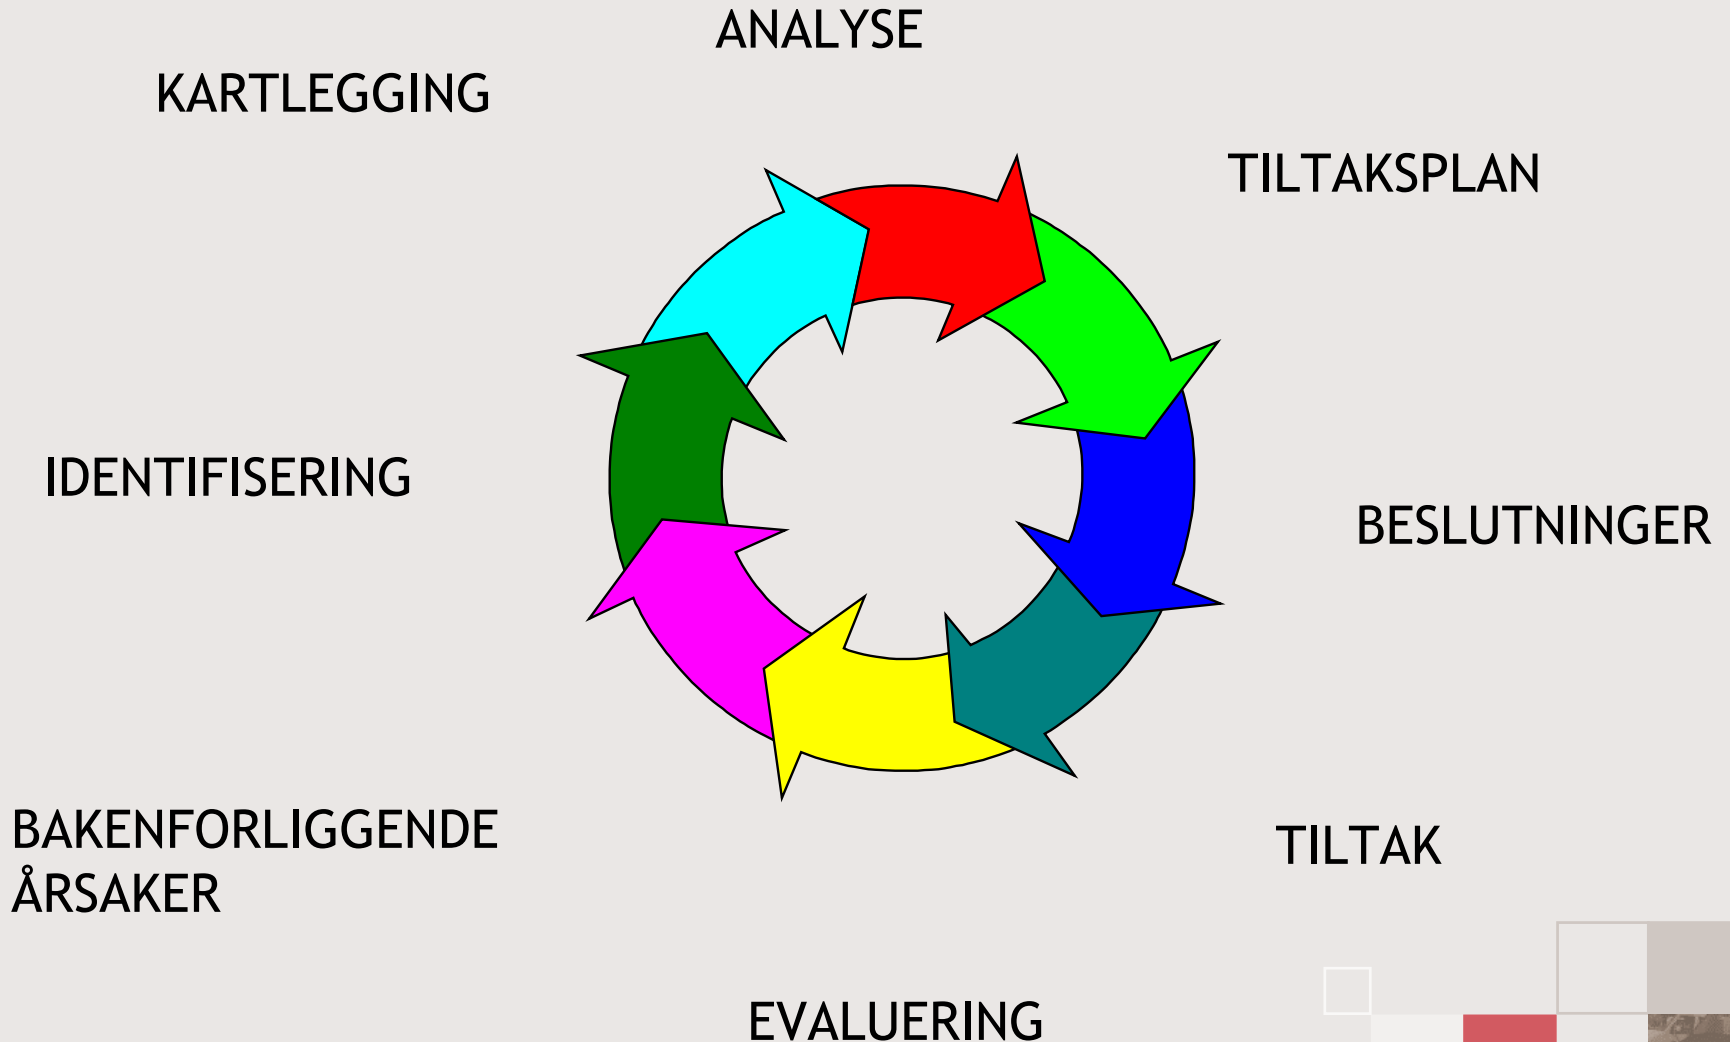 ANALYSE
KARTLEGGING
TILTAKSPLAN
IDENTIFISERING
BESLUTNINGER
BAKENFORLIGGENDE
ÅRSAKER
TILTAK
EVALUERING